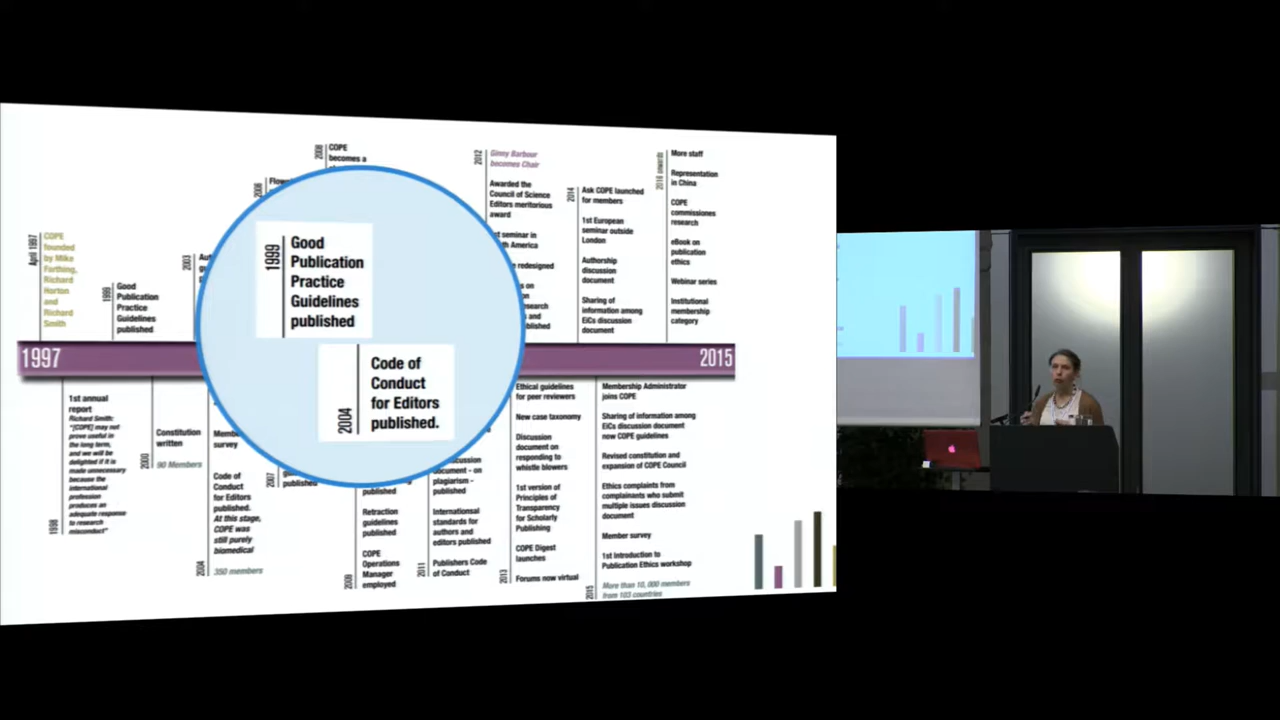 2008
COPE
becomes a
2006
Flow
April 1997
COPE
founded
by Mike
Farthing,
Richard
Horton
and
Richard
Smith
1999
Good
Publication
Practice
Guidelines
published
2003
1999
Good
Publication
Practice
Guidelines
published
2004
Code of
Conduct
for Editors
published.
2012
Ginny Barbour
becomes Chair
Awarded the
Council of Science
Editors meritorious
award
seminar in
America
redesigned
2014
Ask COPE launched
for members
1st European
seminar outside
London
Authorship
discussion
document
Sharing of
information among
EiCs discussion
document
2016 onwards
More staff
Representation
in China
COPE
commissiones
research
eBook on
publication
ethics
Webinar series
Institutional
membership
category
1997
2015
1998
1st annual
report
Richard Smith:
"[COPE] may not
prove useful in
the long term,
and we will be
delighted if it is
made unnecessary
because the
international
profession
produces an
adequate response
to research
misconduct"
2000
Constitution
written
90 Members
2004
survey
Code of
Conduct
for Editors
published.
At this stage,
COPE was
still purely
biomedical
350 members
2007
published
2009
published
Retraction
guidelines
published
COPE
Operations
Manager
employed
2011
document - on
plagiarism -
published
Internationsal
standards for
authors and
editors published
Publishers Code
of Conduct
2013
Ethical guidelines
for peer reviewers
New case taxonomy
Discussion
document on
responding to
whistle blowers
1st version of
Principles of
Transparency
for Scholarly
Publishing
COPE Digest
launches
Forums now virtual
2015
Membership Administrator
joins COPE
Sharing of information among
EiCs discussion document
now COPE guidelines
Revised constitution and
expansion of COPE Council
Ethics complaints from
complainants who submit
multiple issues discussion
document
Member survey
1st Introduction to
Publication Ethics workshop
More than 10, 000 members
from 103 countries